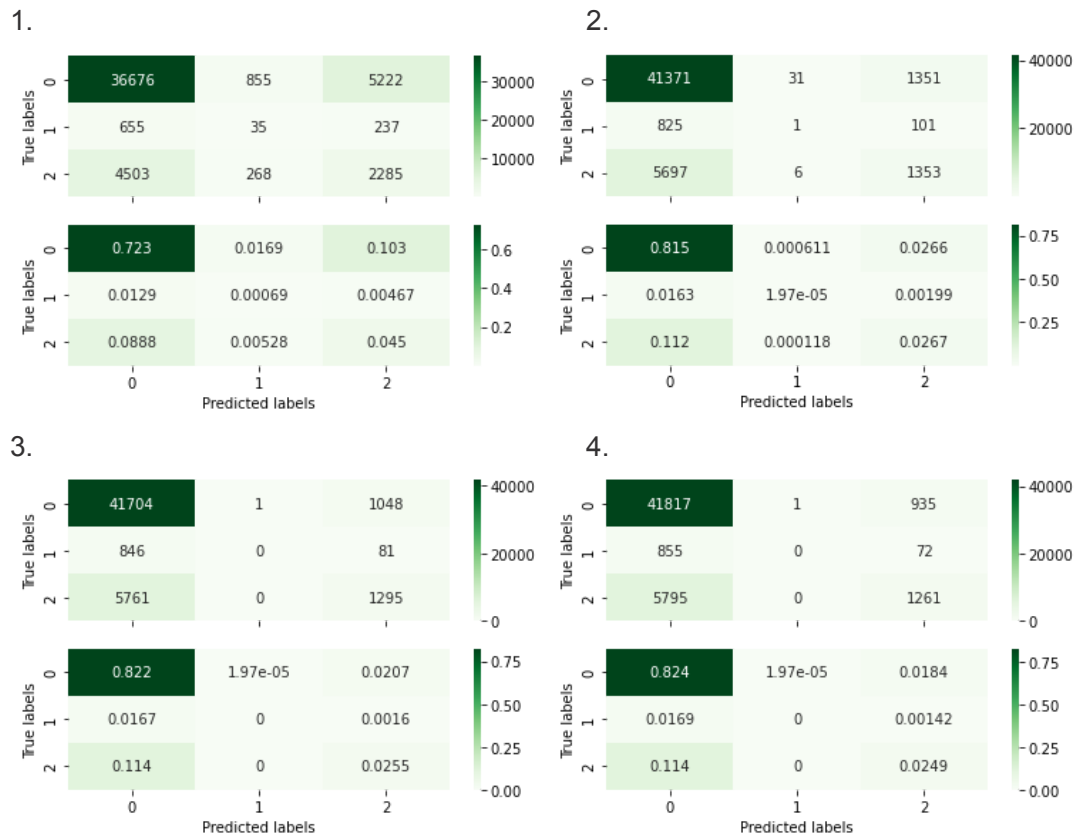 1.
36676 855 5222
655 35 237
4503 268 2285
0
1
2
True labels
30000
20000
10000
0.723 0.0169 0.103
0.0129 0.00069 0.00467
0.0888 0.00528 0.045
0
1
2
True labels
0.6
0.4
0.2
0 1 2
Predicted labels
2.
41371 31 1351
825 1 101
5697 6 1353
0
1
2
True labels
40000
20000
0.815 0.000611 0.0266
0.0163 1.97e-05 0.00199
0.112 0.000118 0.0267
0
1
2
True labels
0.75
0.50
0.25
0 1 2
Predicted labels
3.
41704 1 1048
846 0 81
5761 0 1295
0
1
2
True labels
40000
20000
0
0.822 1.97e-05 0.0207
0.0167 0 0.0016
0.114 0 0.0255
0
1
2
True labels
0.75
0.50
0.25
0.00
0 1 2
Predicted labels
4.
41817 1 935
855 0 72
5795 0 1261
0
1
2
True labels
40000
20000
0
0.824 1.97e-05 0.0184
0.0169 0 0.00142
0.114 0 0.0249
0
1
2
True labels
0.75
0.50
0.25
0.00
0 1 2
Predicted labels